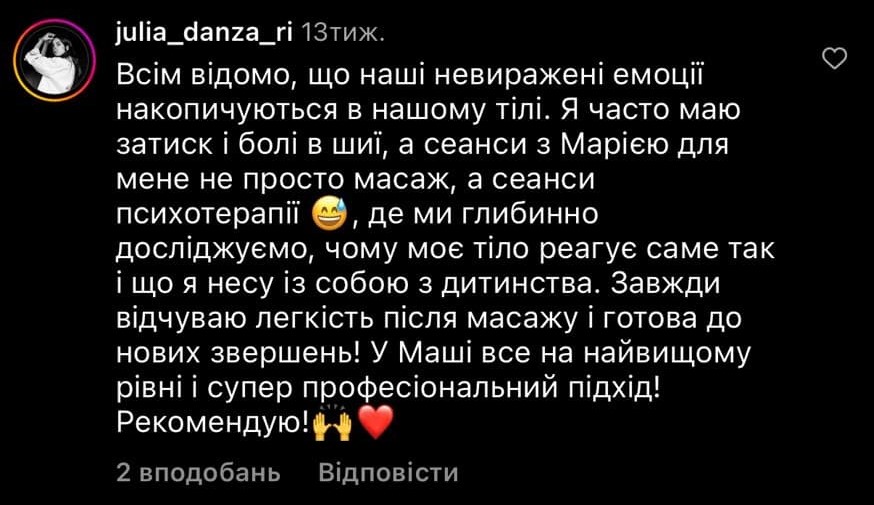 julia_danza_ri 13тиж.
Всім відомо, що наші невиражені емоції
накопичуються в нашому тілі. Я часто маю
затиск і болі в шиї, а сеанси з Марією для
мене не просто масаж, а сеанси
психотерапії 😅, де ми глибинно
досліджуємо, чому моє тіло реагує саме так
і що я несу із собою з дитинства. Завжди
відчуваю легкість після масажу і готова до
нових звершень! У Маші все на найвищому
рівні і супер професіональний підхід!
Рекомендую!🙌❤️
2 вподобань Відповісти